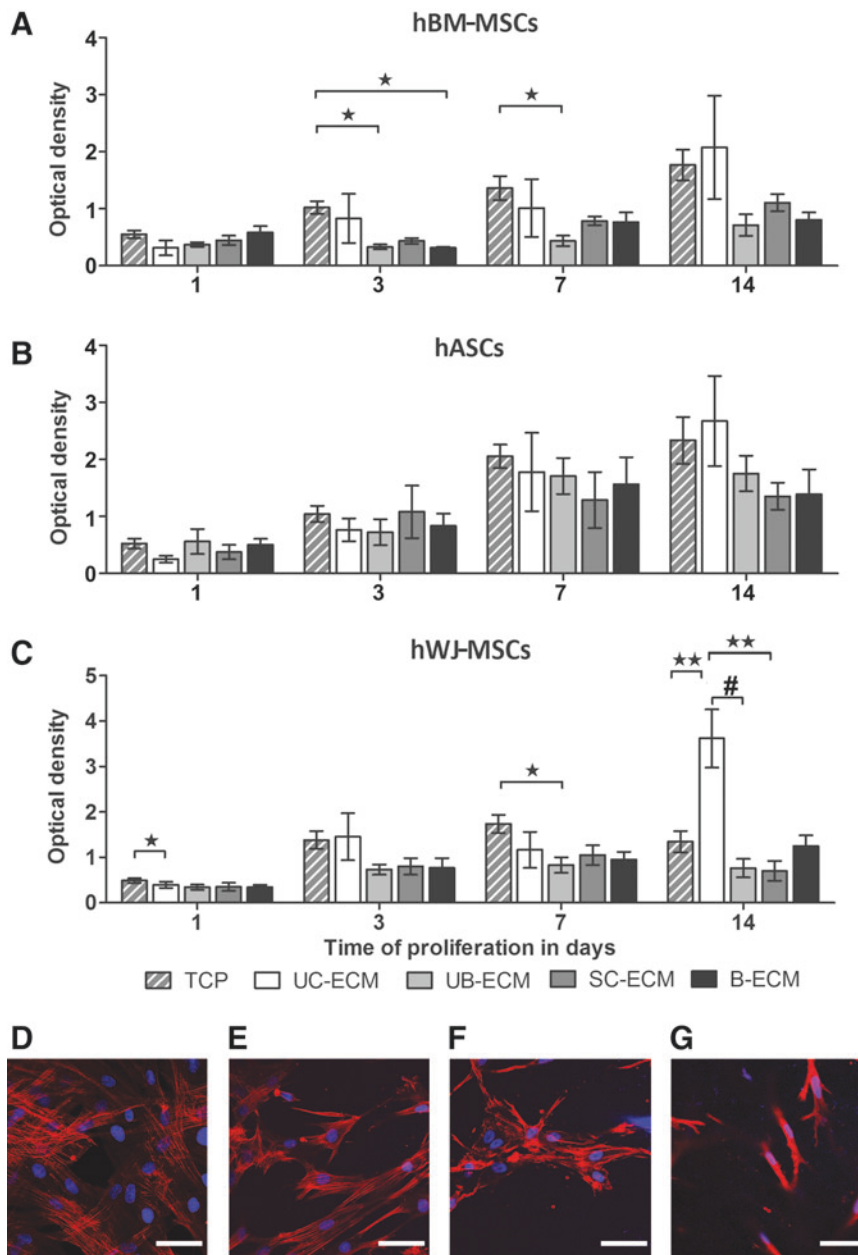 A
hBM-MSCs
4
3
2
1
0
Optical density
★
★
★
1 3 7 14
B
hASCs
4
3
2
1
0
Optical density
1 3 7 14
C
hWJ-MSCs
5
4
3
2
1
0
Optical density
★
★
★★
★★
#
1 3 7 14
Time of proliferation in days
TCP UC-ECM UB-ECM SC-ECM B-ECM
D E F G